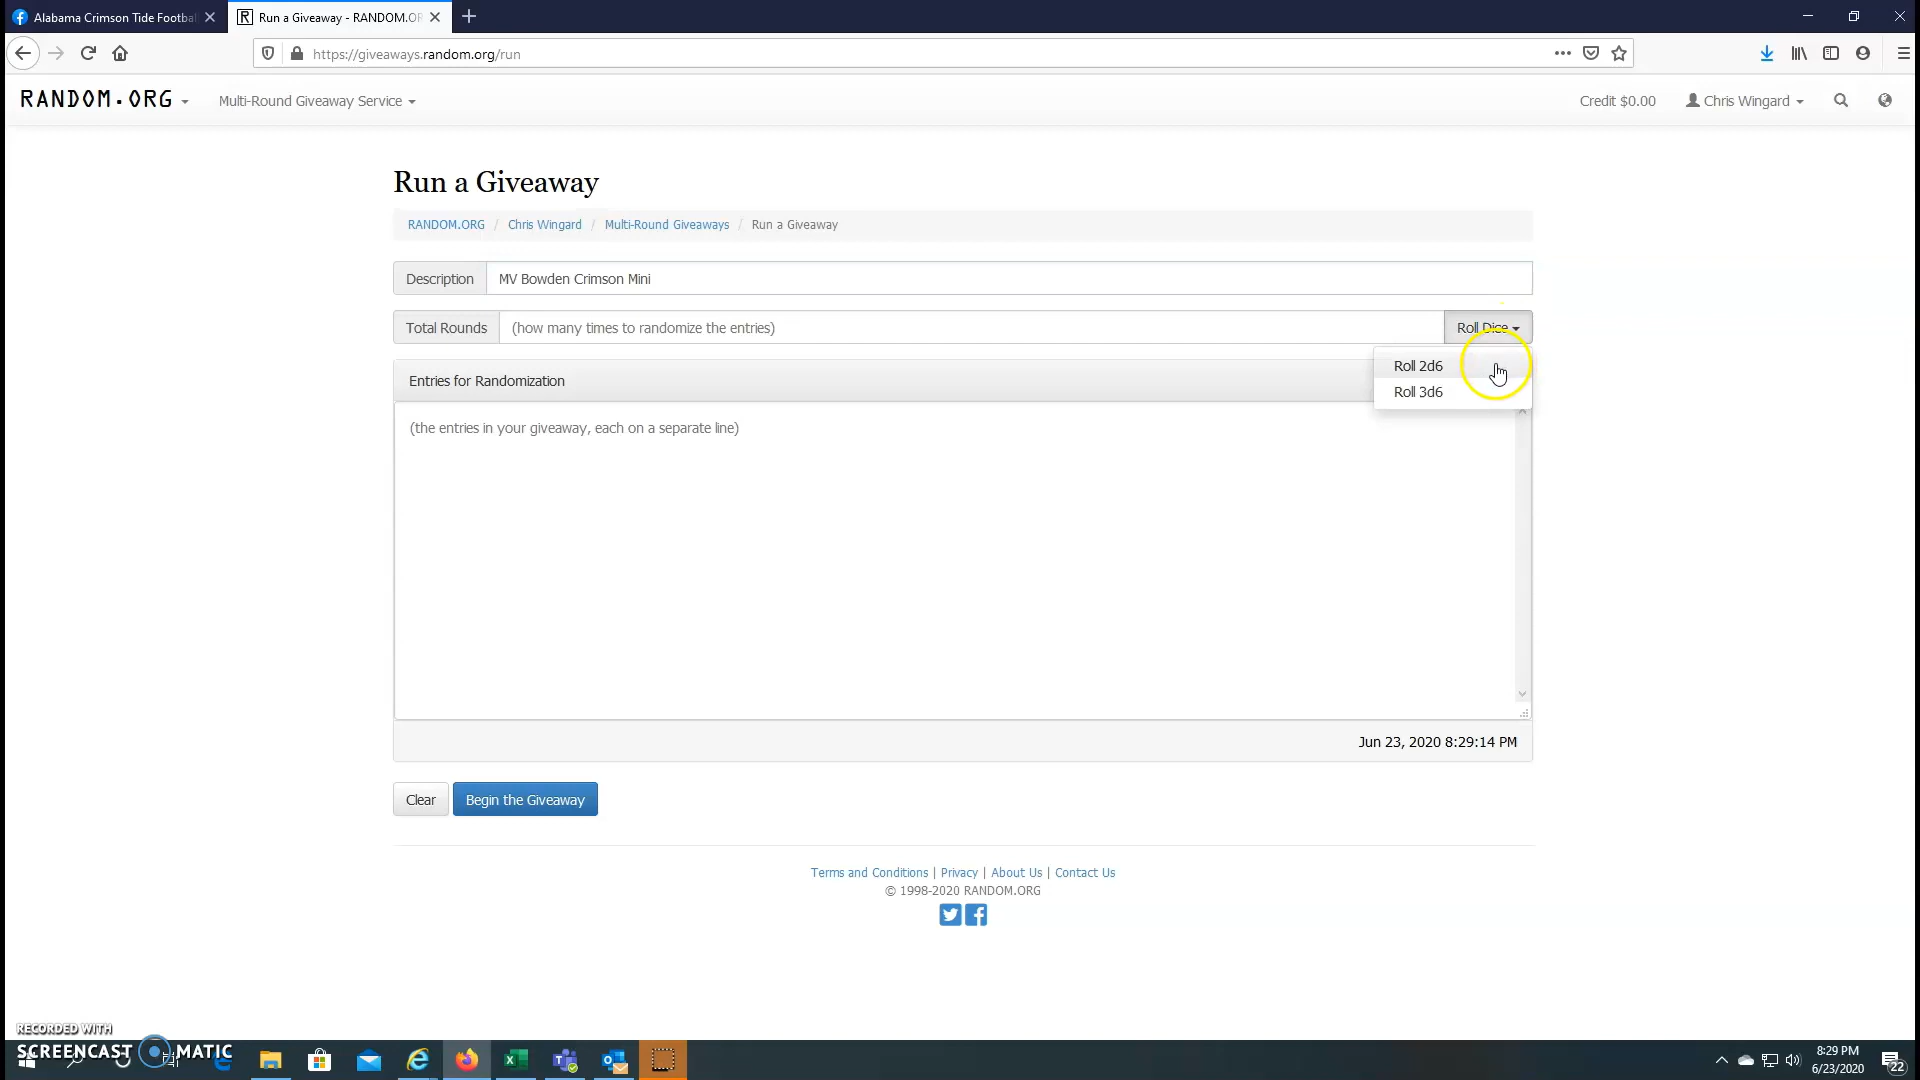 Alabama Crimson Tide Footba
Run a Giveaway - RANDOM.OR
https://giveaways.random.org/run
RANDOM.ORG
Multi-Round Giveaway Service
Credit $0.00
Chris Wingard
Run a Giveaway
RANDOM.ORG / Chris Wingard / Multi-Round Giveaways / Run a Giveaway
Description
MV Bowden Crimson Mini
Total Rounds
(how many times to randomize the entries)
Roll Dice
Roll 2d6
Roll 3d6
Entries for Randomization
(the entries in your giveaway, each on a separate line)
Jun 23, 2020 8:29:14 PM
Clear
Begin the Giveaway
Terms and Conditions | Privacy | About Us | Contact Us
© 1998-2020 RANDOM.ORG
RECORDED WITH
SCREENCAST MATIC
8:29 PM
6/23/2020
22